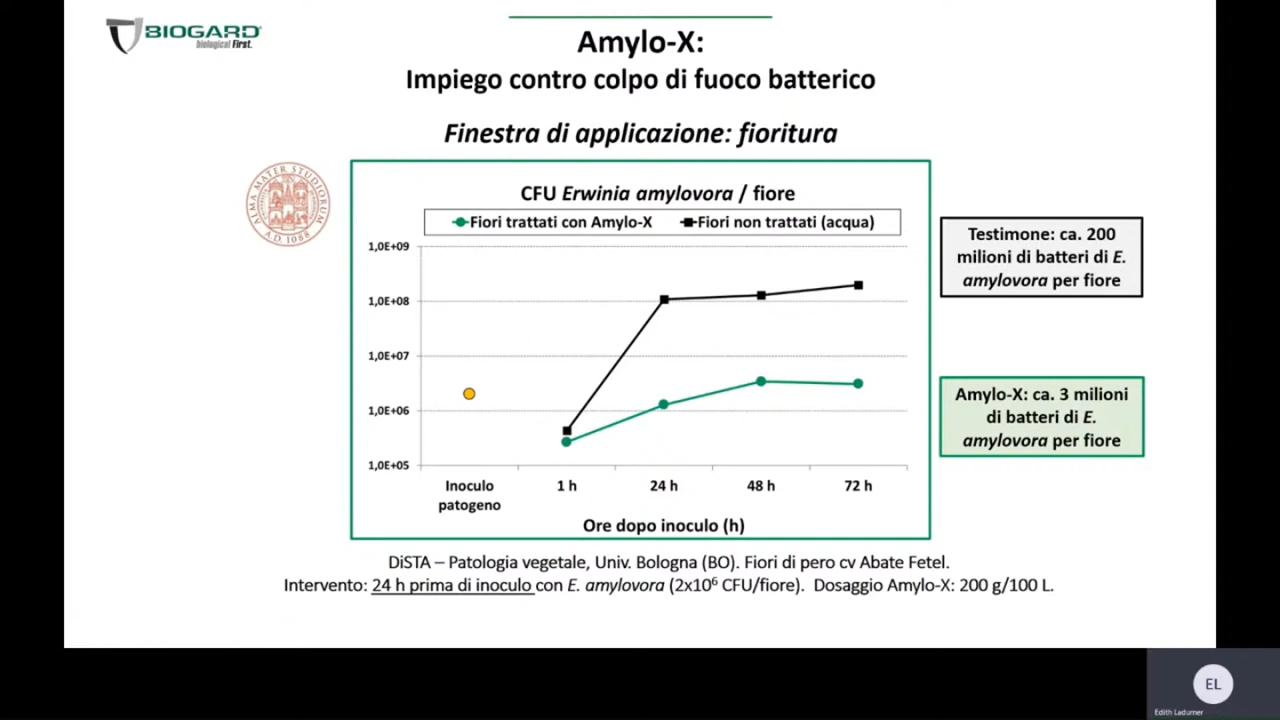 BIOGARD
biological First.
Amylo-X:
Impiego contro colpo di fuoco batterico
Finestra di applicazione: fioritura
ALMA MATER STUDIORUM
A.D. 1088
CFU Erwinia amylovora / fiore
Fiori trattati con Amylo-X
Fiori non trattati (acqua)
1,0E+09
1,0E+08
1,0E+07
1,0E+06
1,0E+05
Inoculo
patogeno
1 h
24 h
48 h
72 h
Ore dopo inoculo (h)
Testimone: ca. 200
milioni di batteri di E.
amylovora per fiore
Amylo-X: ca. 3 milioni
di batteri di E.
amylovora per fiore
DiSTA – Patologia vegetale, Univ. Bologna (BO). Fiori di pero cv Abate Fetel.
Intervento: 24 h prima di inoculo con E. amylovora (2x10⁶ CFU/fiore). Dosaggio Amylo-X: 200 g/100 L.
EL
Edith Ladurner